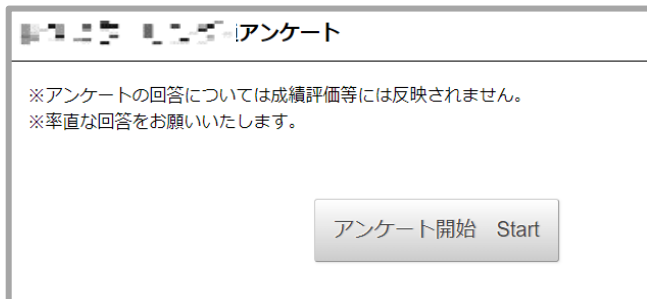 アンケート
※アンケートの回答については成績評価等には反映されません。
※率直な回答をお願いいたします。
アンケート開始　Start